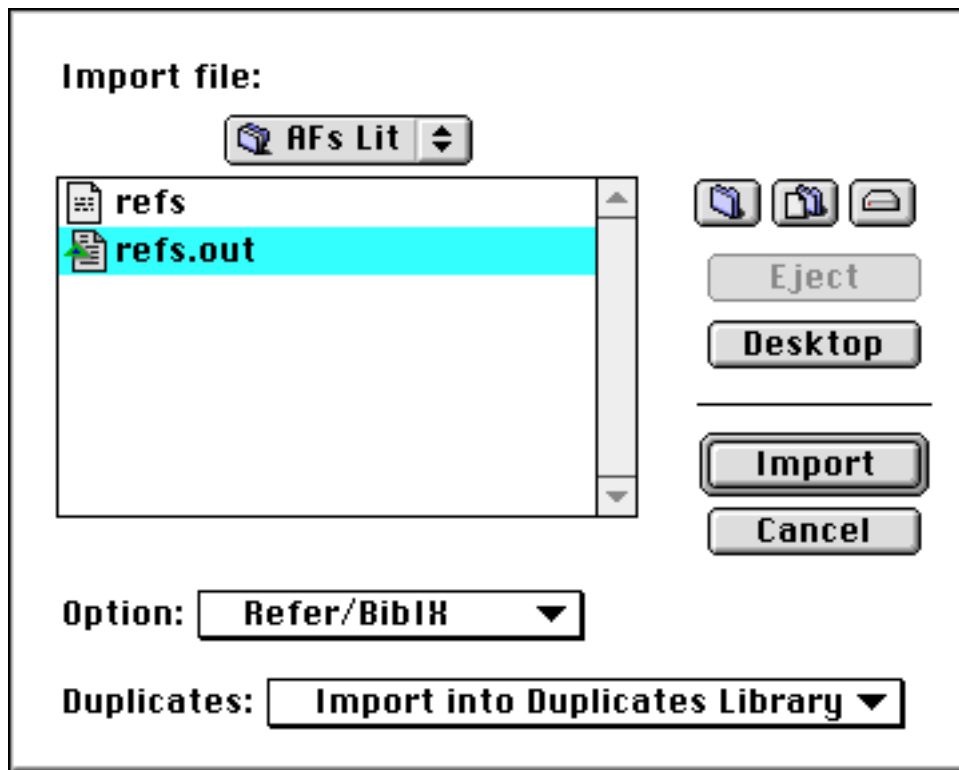 Import file:
AFs Lit
refs
refs.out
Eject
Desktop
Import
Cancel
Option: Refer/BibIX
Duplicates: Import into Duplicates Library